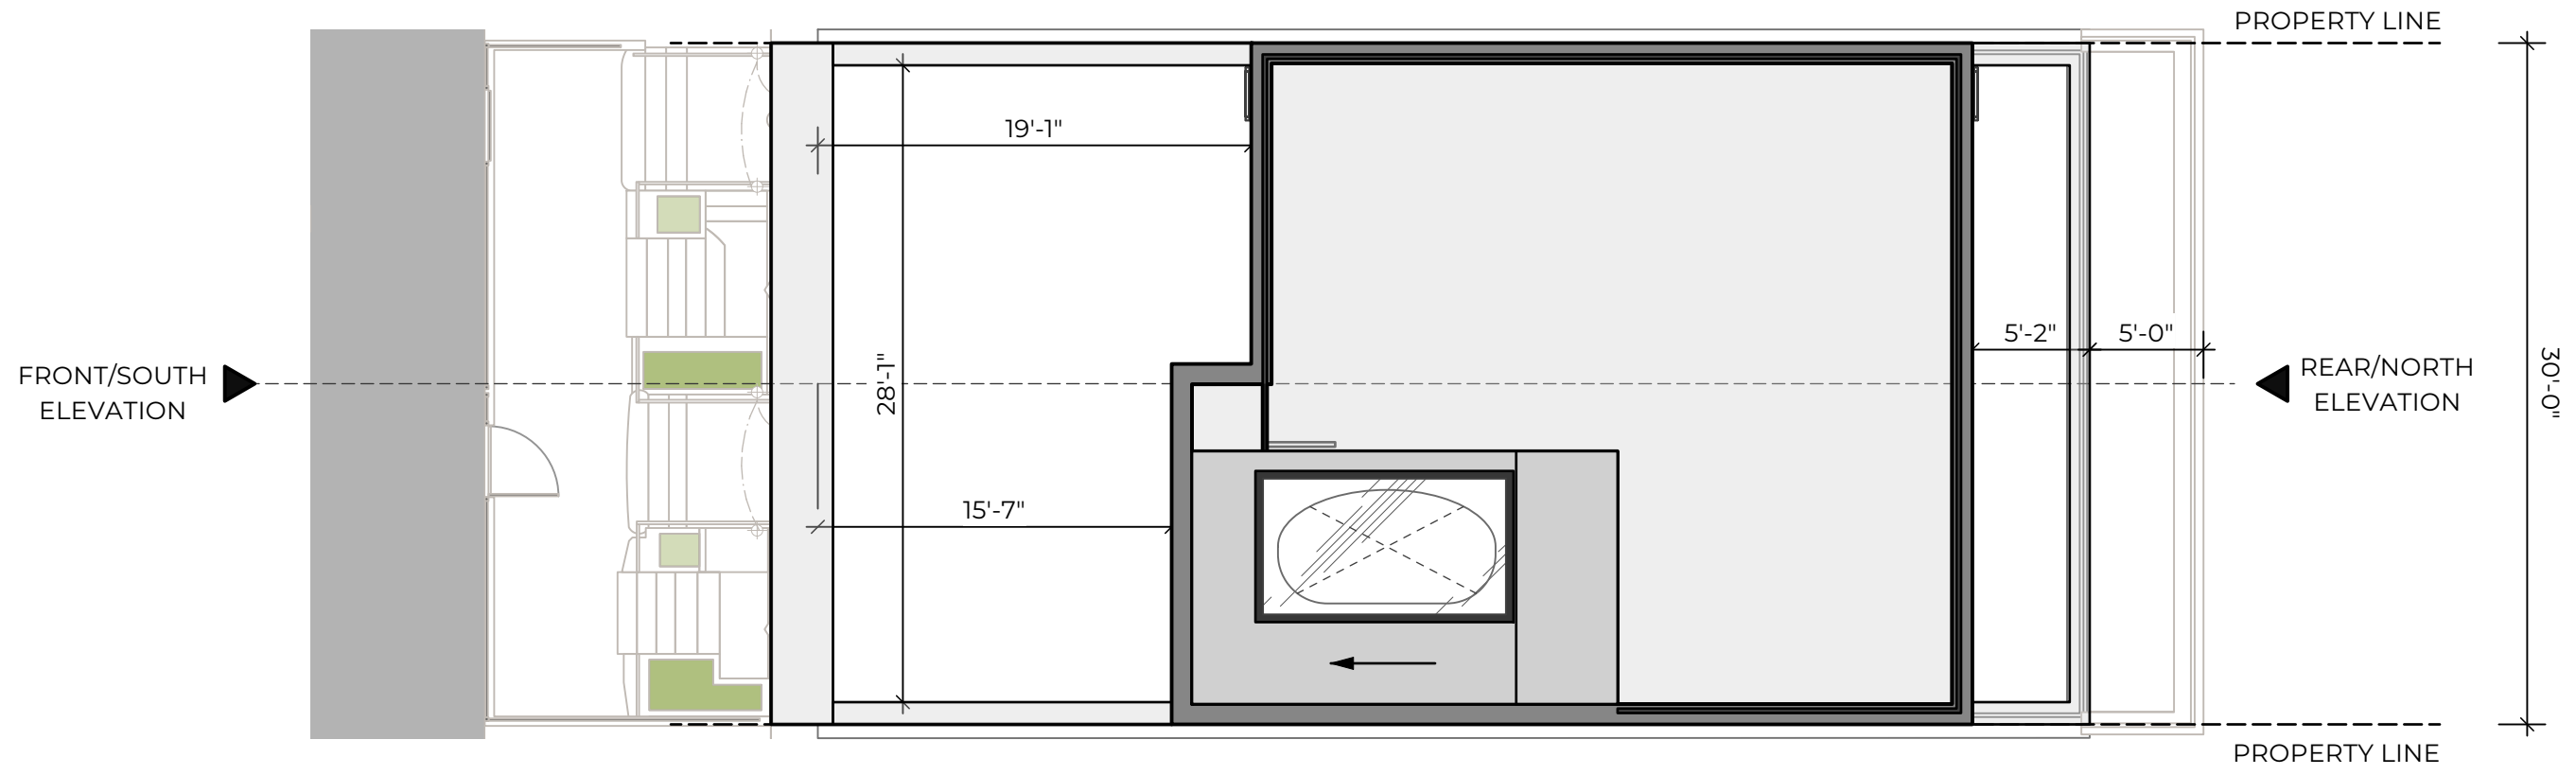 PROPERTY LINE
19'-1"
28'-1"
5'-2"
5'-0"
30'-0"
FRONT/SOUTH
ELEVATION
REAR/NORTH
ELEVATION
15'-7"
PROPERTY LINE